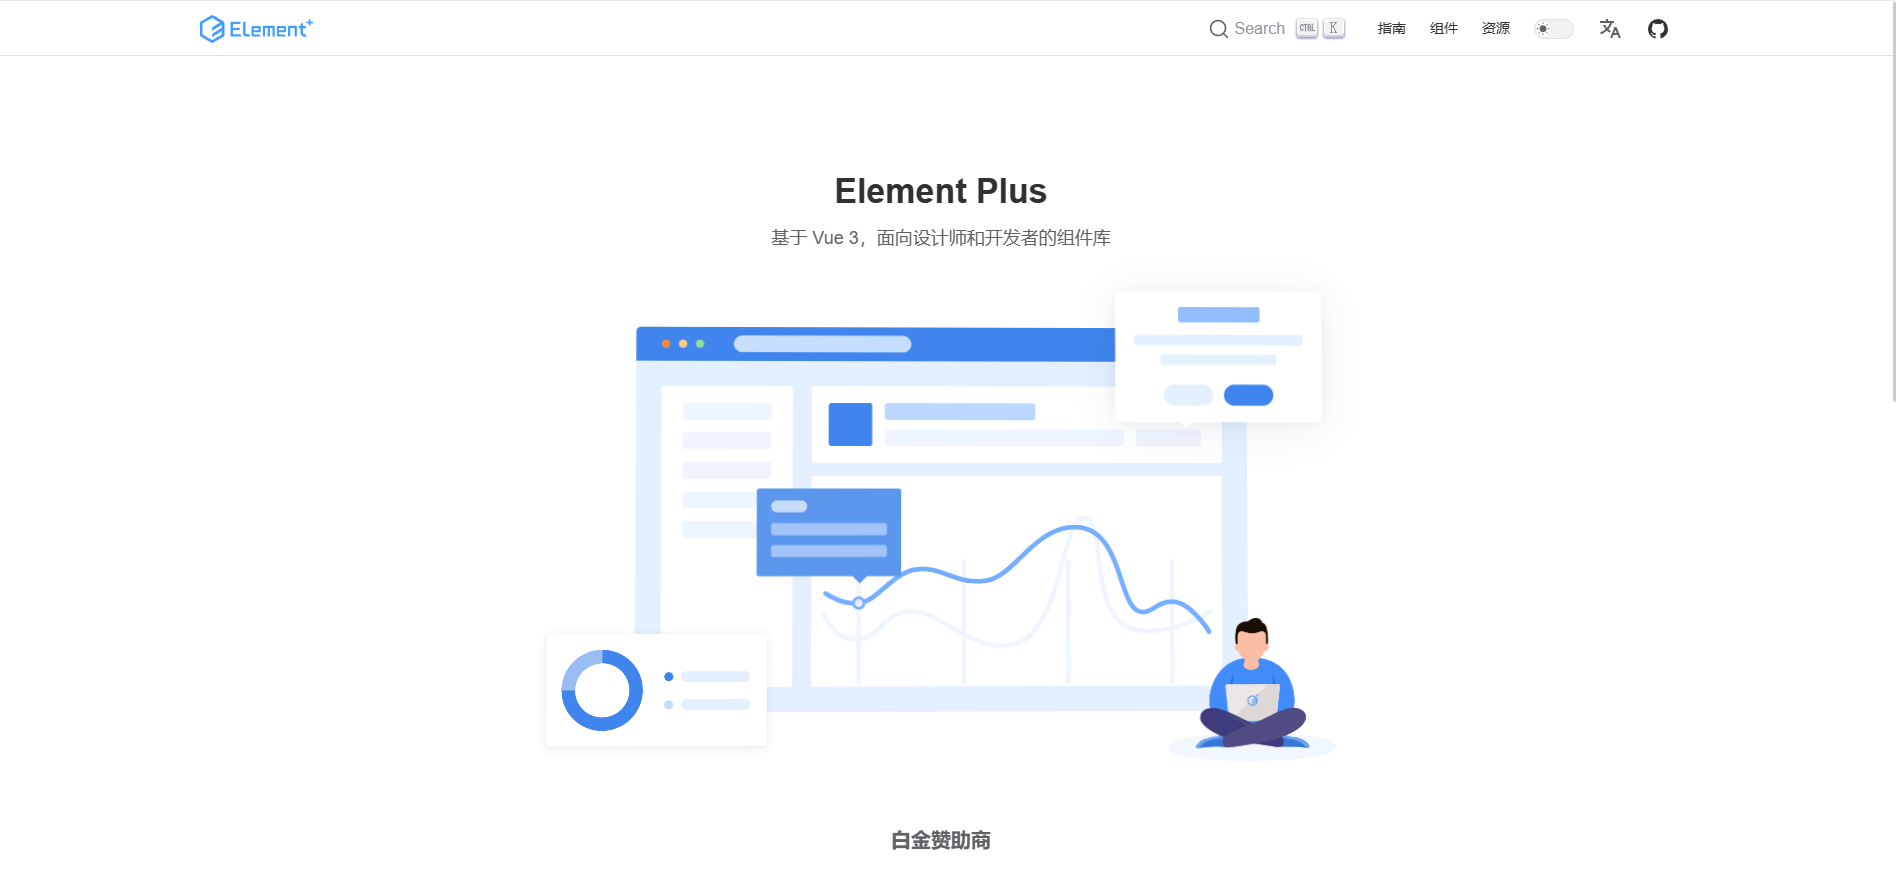 Element+
Search CTRL K 指南 组件 资源
Element Plus
基于 Vue 3，面向设计师和开发者的组件库
白金赞助商